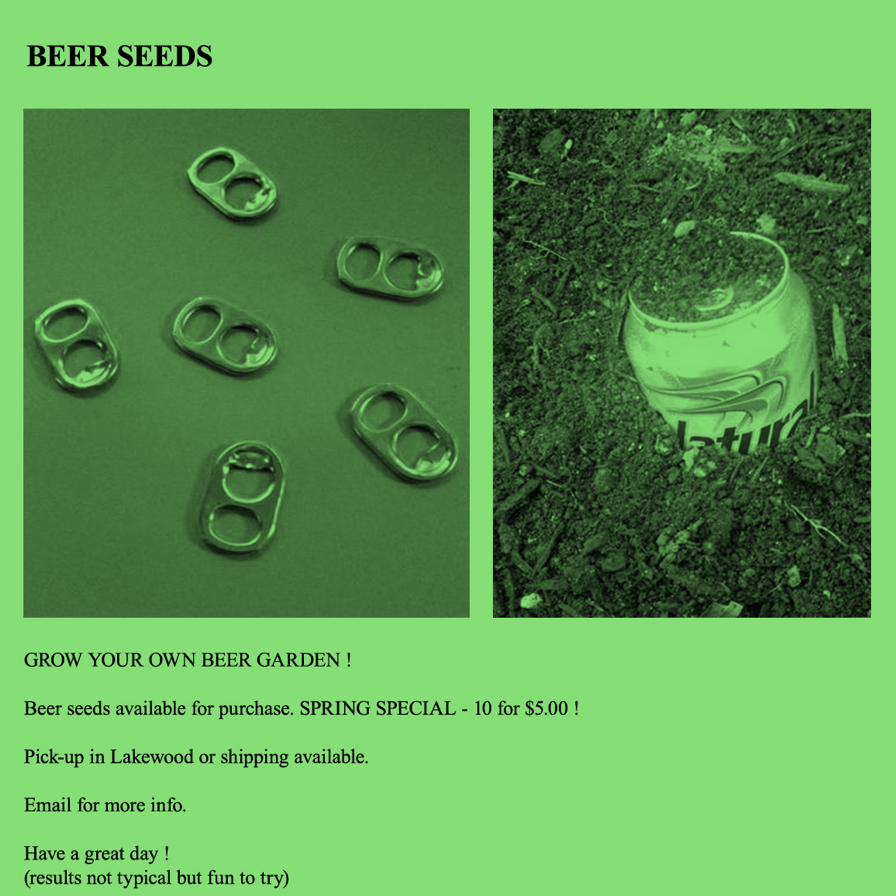 BEER SEEDS
Natural
GROW YOUR OWN BEER GARDEN !
Beer seeds available for purchase. SPRING SPECIAL - 10 for $5.00 !
Pick-up in Lakewood or shipping available.
Email for more info.
Have a great day !
(results not typical but fun to try)